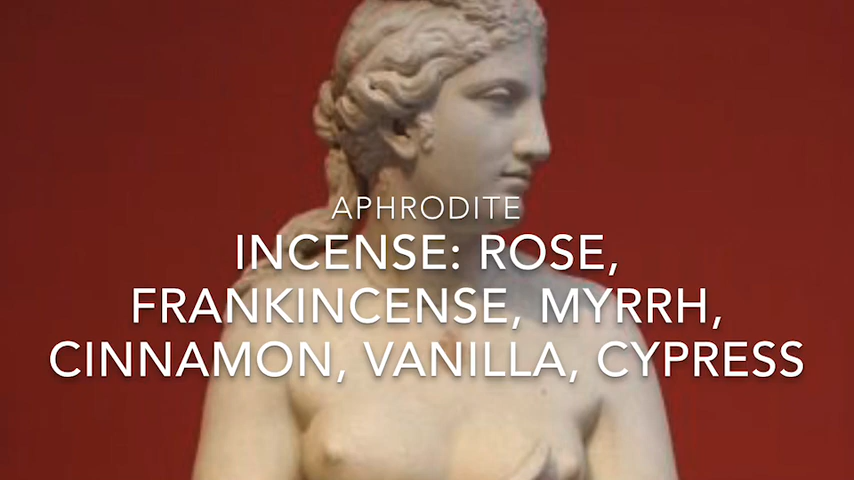 APHRODITE
INCENSE: ROSE,
FRANKINCENSE, MYRRH,
CINNAMON, VANILLA, CYPRESS